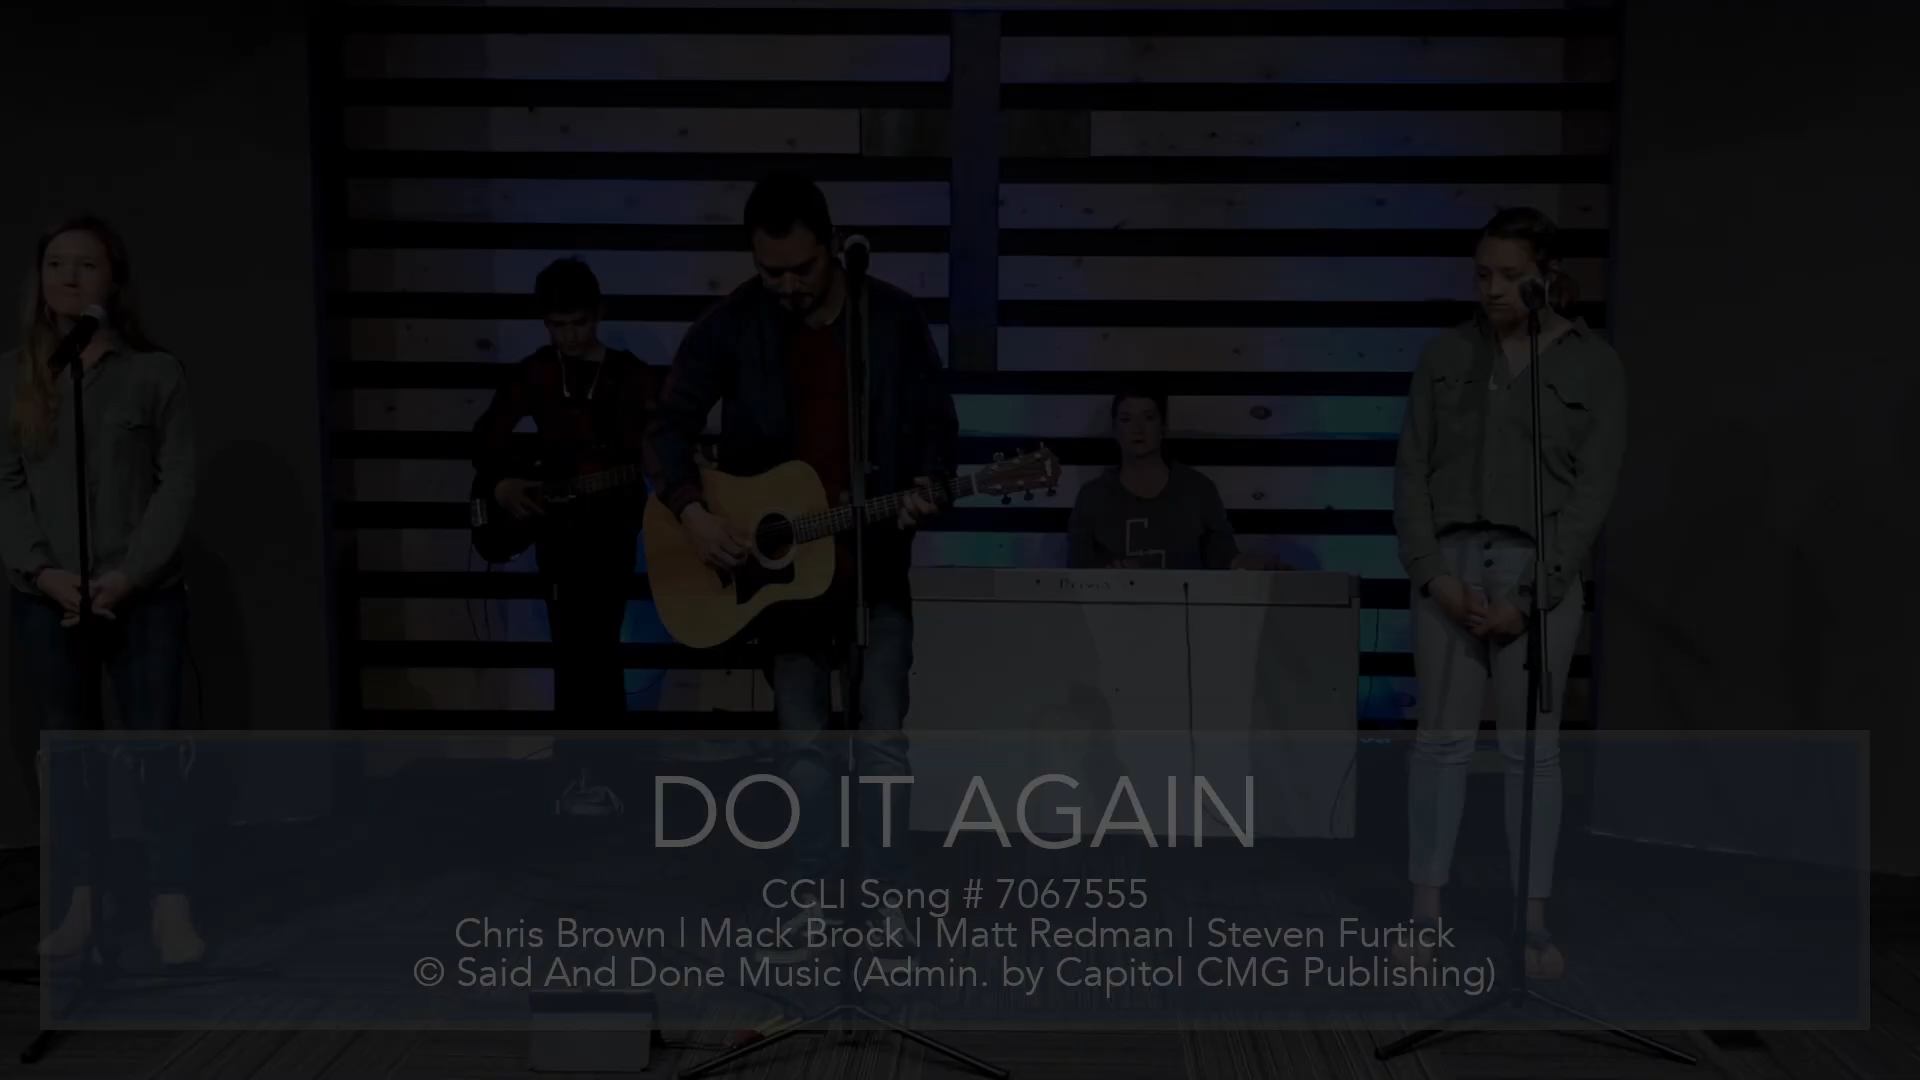 Privia
DO IT AGAIN
CCLI Song # 7067555
Chris Brown | Mack Brock | Matt Redman | Steven Furtick
© Said And Done Music (Admin. by Capitol CMG Publishing)